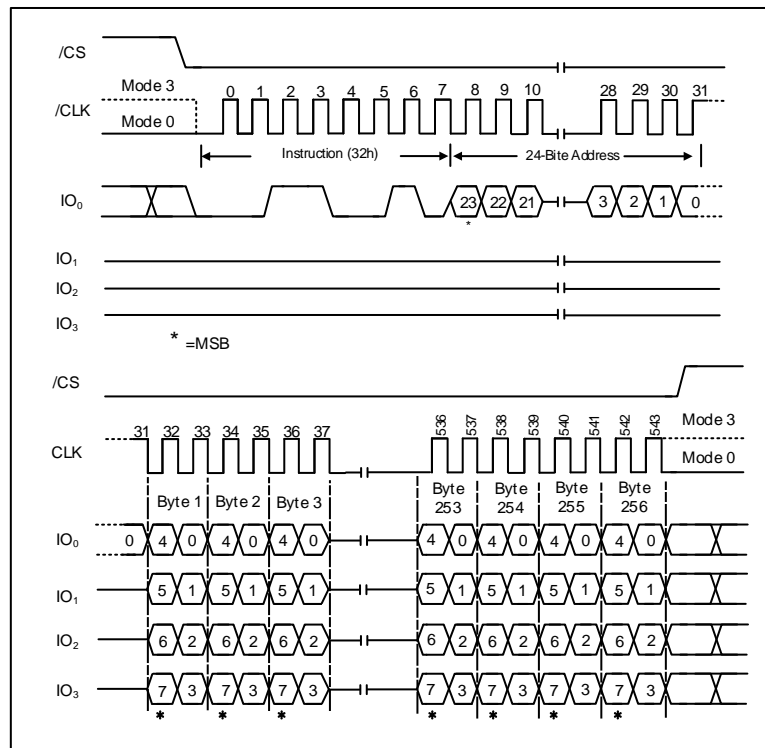 /CS
Mode 3
0 1 2 3 4 5 6 7 8 9 10 28 29 30 31
/CLK
Mode 0
Instruction (32h) 24-Bite Address
IO₀ 23 22 21 3 2 1 0
*
IO₁
IO₂
IO₃
* =MSB
/CS
31 32 33 34 35 36 37 536 537 538 539 540 541 542 543 Mode 3
CLK
Mode 0
Byte 1 Byte 2 Byte 3 Byte 253 Byte 254 Byte 255 Byte 256
IO₀ 0 4 0 4 0 4 0 4 0 4 0 4 0 4 0
IO₁ 5 1 5 1 5 1 5 1 5 1 5 1 5 1
IO₂ 6 2 6 2 6 2 6 2 6 2 6 2 6 2
IO₃ 7 3 7 3 7 3 7 3 7 3 7 3 7 3
* * * * * * *